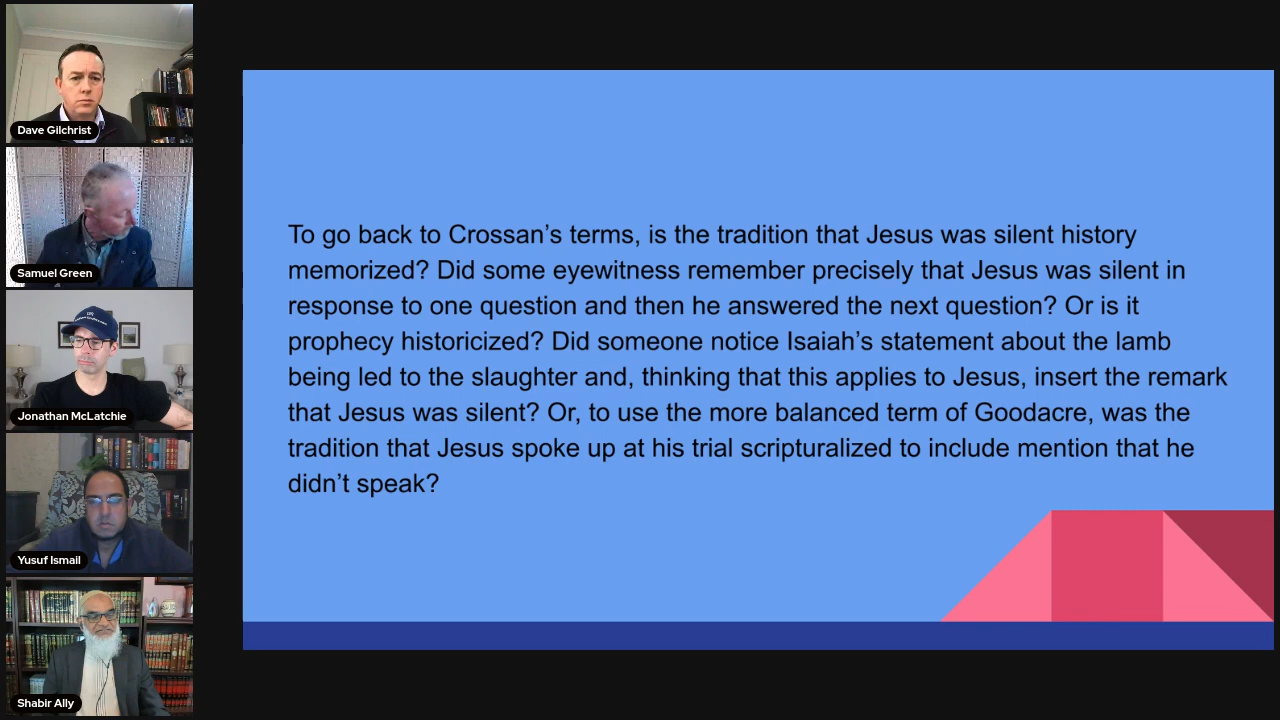 Dave Gilchrist
Samuel Green
Jonathan McLatchie
Yusuf Ismail
Shabir Ally
To go back to Crossan’s terms, is the tradition that Jesus was silent history
memorized? Did some eyewitness remember precisely that Jesus was silent in
response to one question and then he answered the next question? Or is it
prophecy historicized? Did someone notice Isaiah’s statement about the lamb
being led to the slaughter and, thinking that this applies to Jesus, insert the remark
that Jesus was silent? Or, to use the more balanced term of Goodacre, was the
tradition that Jesus spoke up at his trial scripturalized to include mention that he
didn’t speak?